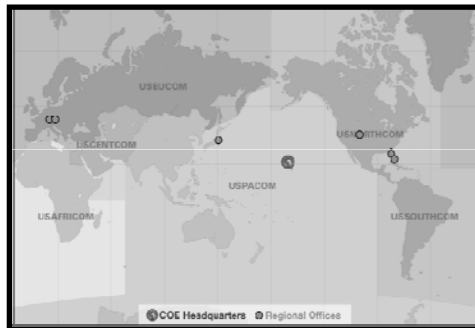 USEUCOM
USNORTHCOM
USCENTCOM
USPACOM
USAFRICOM
USSOUTHCOM
COE Headquarters Regional Offices